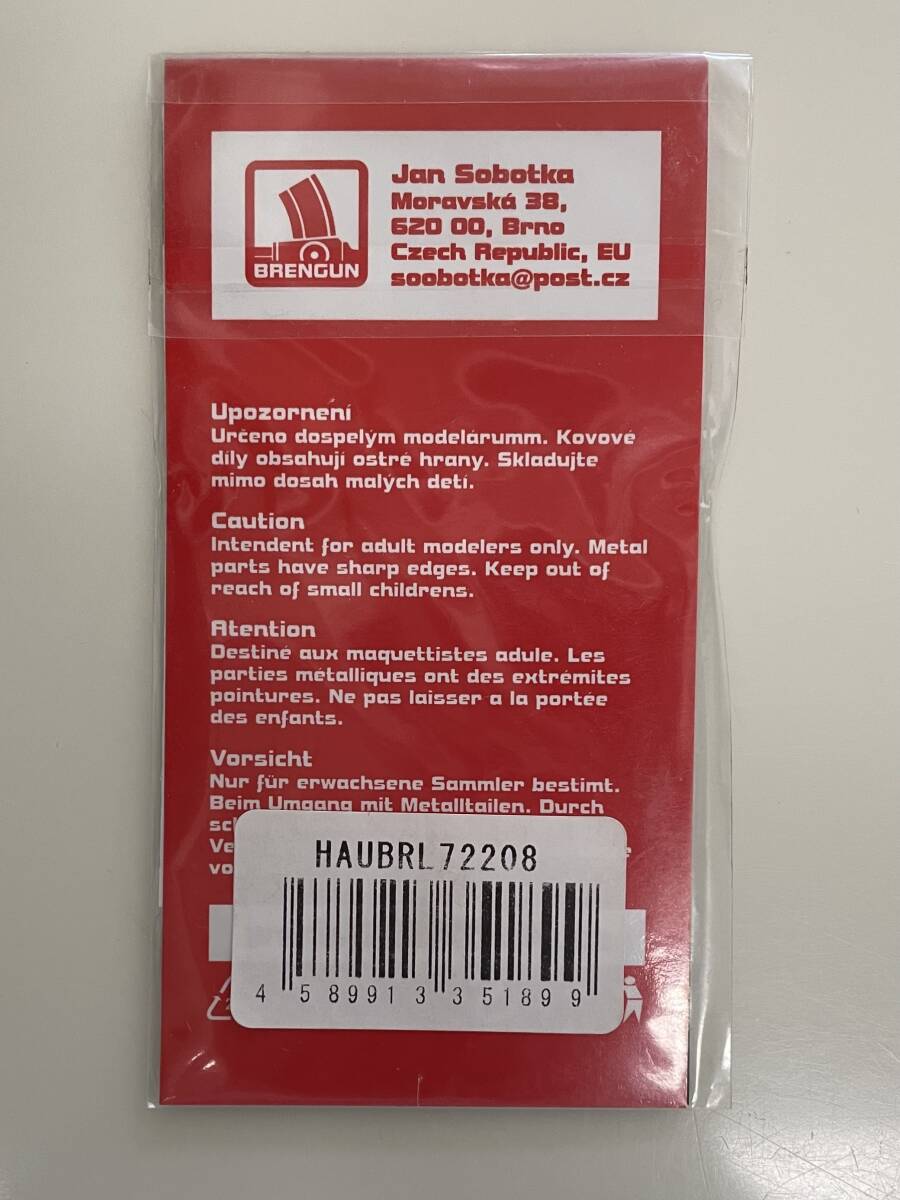 BRENGUN
Jan Sobotka
Moravská 38,
620 00, Brno
Czech Republic, EU
soobotka@post.cz
Upozornení
Určeno dospelým modelárumm. Kovové
díly obsahují ostré hrany. Skladujte
mimo dosah malých detí.
Caution
Intendent for adult modelers only. Metal
parts have sharp edges. Keep out of
reach of small childrens.
Atention
Destiné aux maquettistes adule. Les
parties métalliques ont des extrémites
pointures. Ne pas laisser a la portée
des enfants.
Vorsicht
Nur für erwachsene Sammler bestimt.
Beim Umgang mit Metalltailen. Durch
HAUBRL72208
4 589913 351899